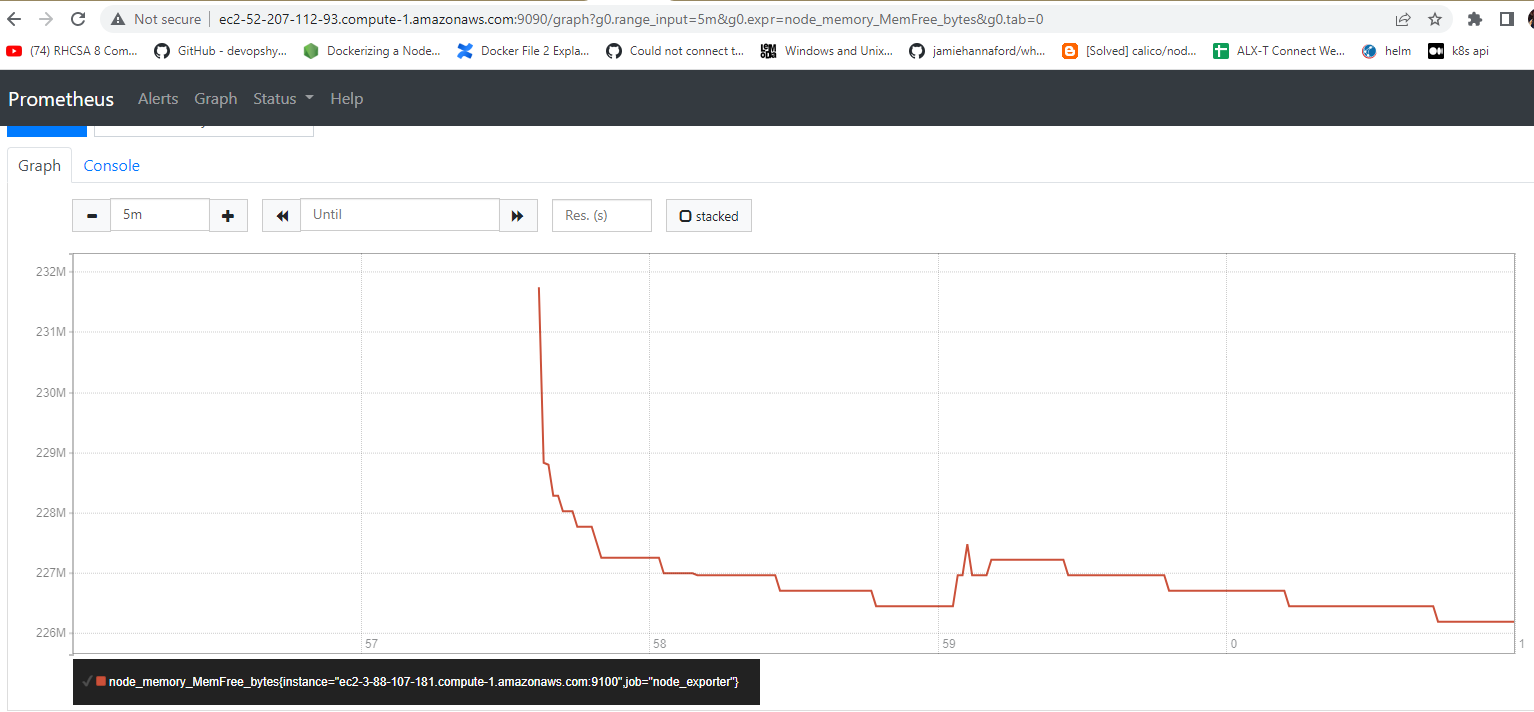 Not secure ec2-52-207-112-93.compute-1.amazonaws.com:9090/graph?g0.range_input=5m&g0.expr=node_memory_MemFree_bytes&g0.tab=0
(74) RHCSA 8 Com... GitHub - devopshy... Dockerizing a Node... Docker File 2 Expla... Could not connect t... Windows and Unix... jamiehannaford/wh... [Solved] calico/nod... ALX-T Connect We... helm k8s api
Prometheus Alerts Graph Status Help
Graph Console
5m Until Res. (s) stacked
232M
231M
230M
229M
228M
227M
226M
57 58 59 0 1
node_memory_MemFree_bytes{instance="ec2-3-88-107-181.compute-1.amazonaws.com:9100",job="node_exporter"}